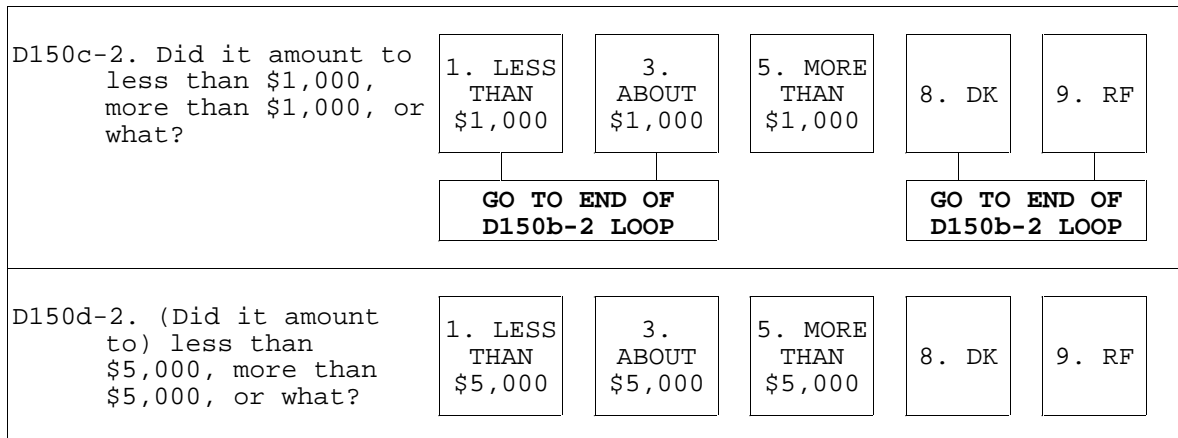 D150c-2. Did it amount to
less than $1,000,
more than $1,000, or
what?
1. LESS
THAN
$1,000
3.
ABOUT
$1,000
5. MORE
THAN
$1,000
8. DK
9. RF
GO TO END OF
D150b-2 LOOP
GO TO END OF
D150b-2 LOOP
D150d-2. (Did it amount
to) less than
$5,000, more than
$5,000, or what?
1. LESS
THAN
$5,000
3.
ABOUT
$5,000
5. MORE
THAN
$5,000
8. DK
9. RF